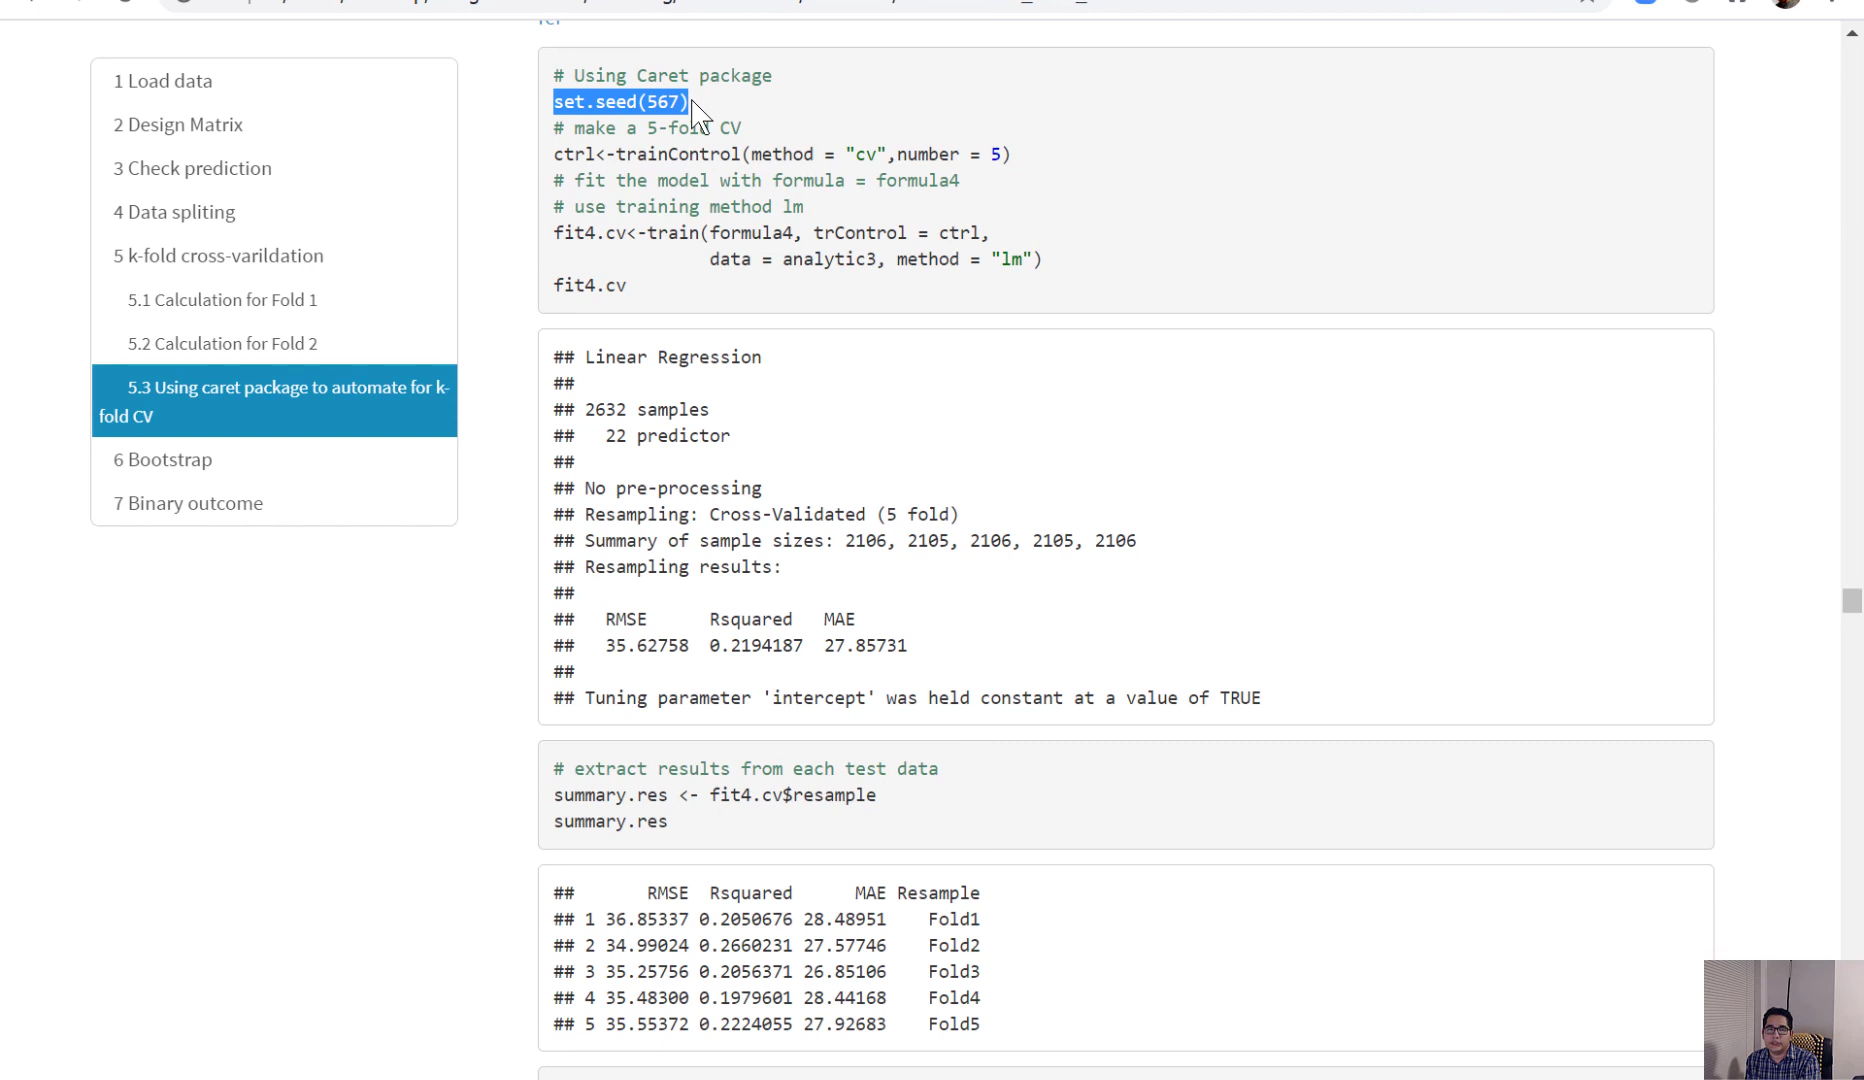 1 Load data
2 Design Matrix
3 Check prediction
4 Data spliting
5 k-fold cross-varildation
5.1 Calculation for Fold 1
5.2 Calculation for Fold 2
5.3 Using caret package to automate for k-
fold CV
6 Bootstrap
7 Binary outcome
# Using Caret package
set.seed(567)
# make a 5-fold CV
ctrl<-trainControl(method = "cv",number = 5)
# fit the model with formula = formula4
# use training method lm
fit4.cv<-train(formula4, trControl = ctrl,
data = analytic3, method = "lm")
fit4.cv
## Linear Regression
##
## 2632 samples
## 22 predictor
##
## No pre-processing
## Resampling: Cross-Validated (5 fold)
## Summary of sample sizes: 2106, 2105, 2106, 2105, 2106
## Resampling results:
##
## RMSE Rsquared MAE
## 35.62758 0.2194187 27.85731
##
## Tuning parameter 'intercept' was held constant at a value of TRUE
# extract results from each test data
summary.res <- fit4.cv$resample
summary.res
## RMSE Rsquared MAE Resample
## 1 36.85337 0.2050676 28.48951 Fold1
## 2 34.99024 0.2660231 27.57746 Fold2
## 3 35.25756 0.2056371 26.85106 Fold3
## 4 35.48300 0.1979601 28.44168 Fold4
## 5 35.55372 0.2224055 27.92683 Fold5